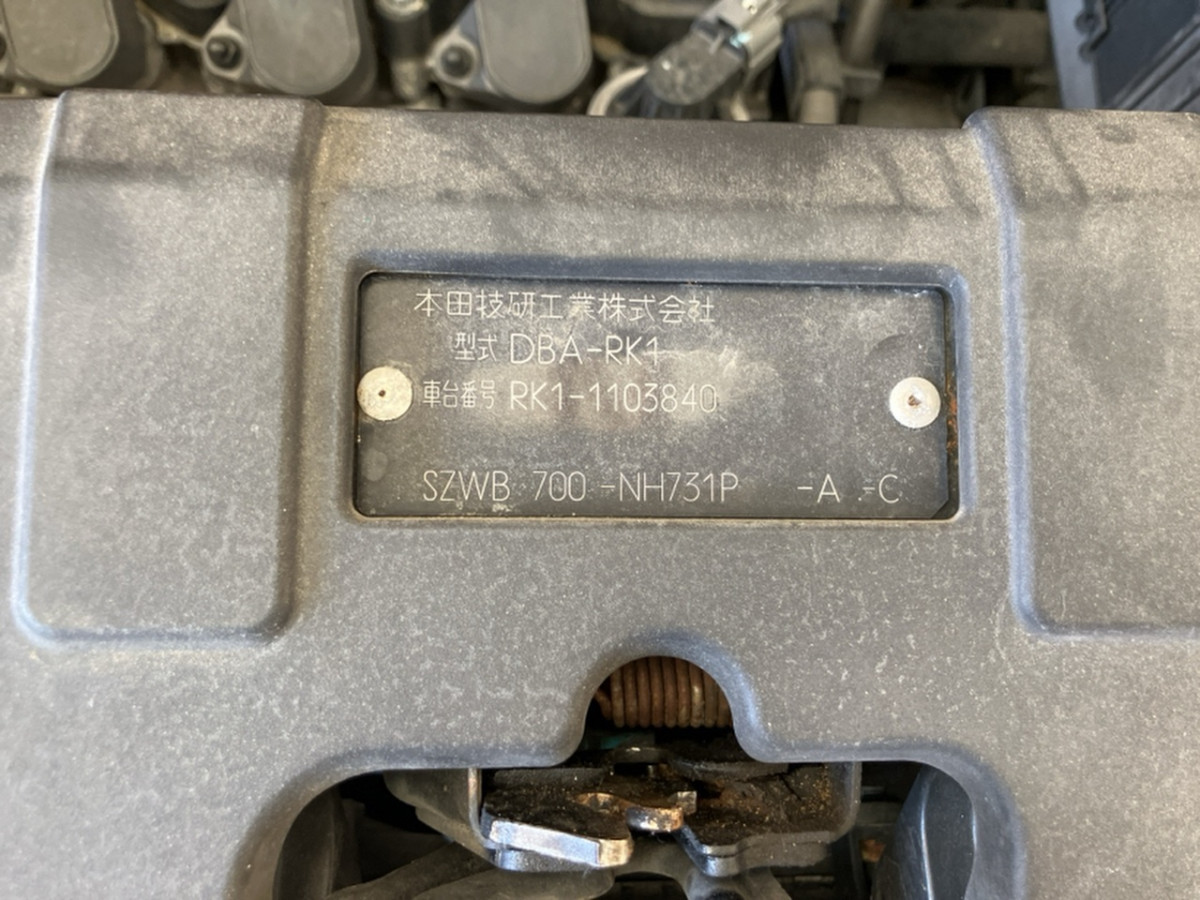 本田技研工業株式会社
型式 DBA-RK1
車台番号 RK1-1103840
SZWB 700 -NH731P -A -C